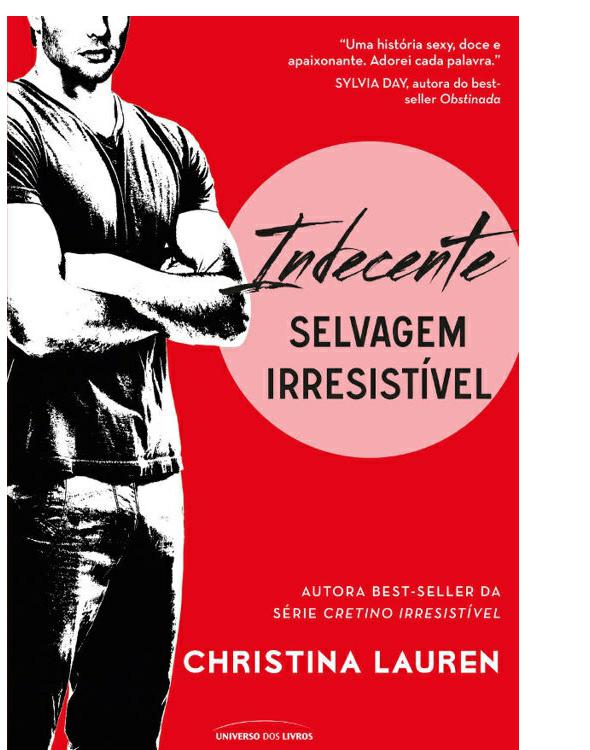 “Uma história sexy, doce e
apaixonante. Adorei cada palavra.”
SYLVIA DAY, autora do best-
seller Obstinada
Indecente
SELVAGEM
IRRESISTÍVEL
AUTORA BEST-SELLER DA
SÉRIE CRETINO IRRESISTÍVEL
CHRISTINA LAUREN
UNIVERSO DOS LIVROS